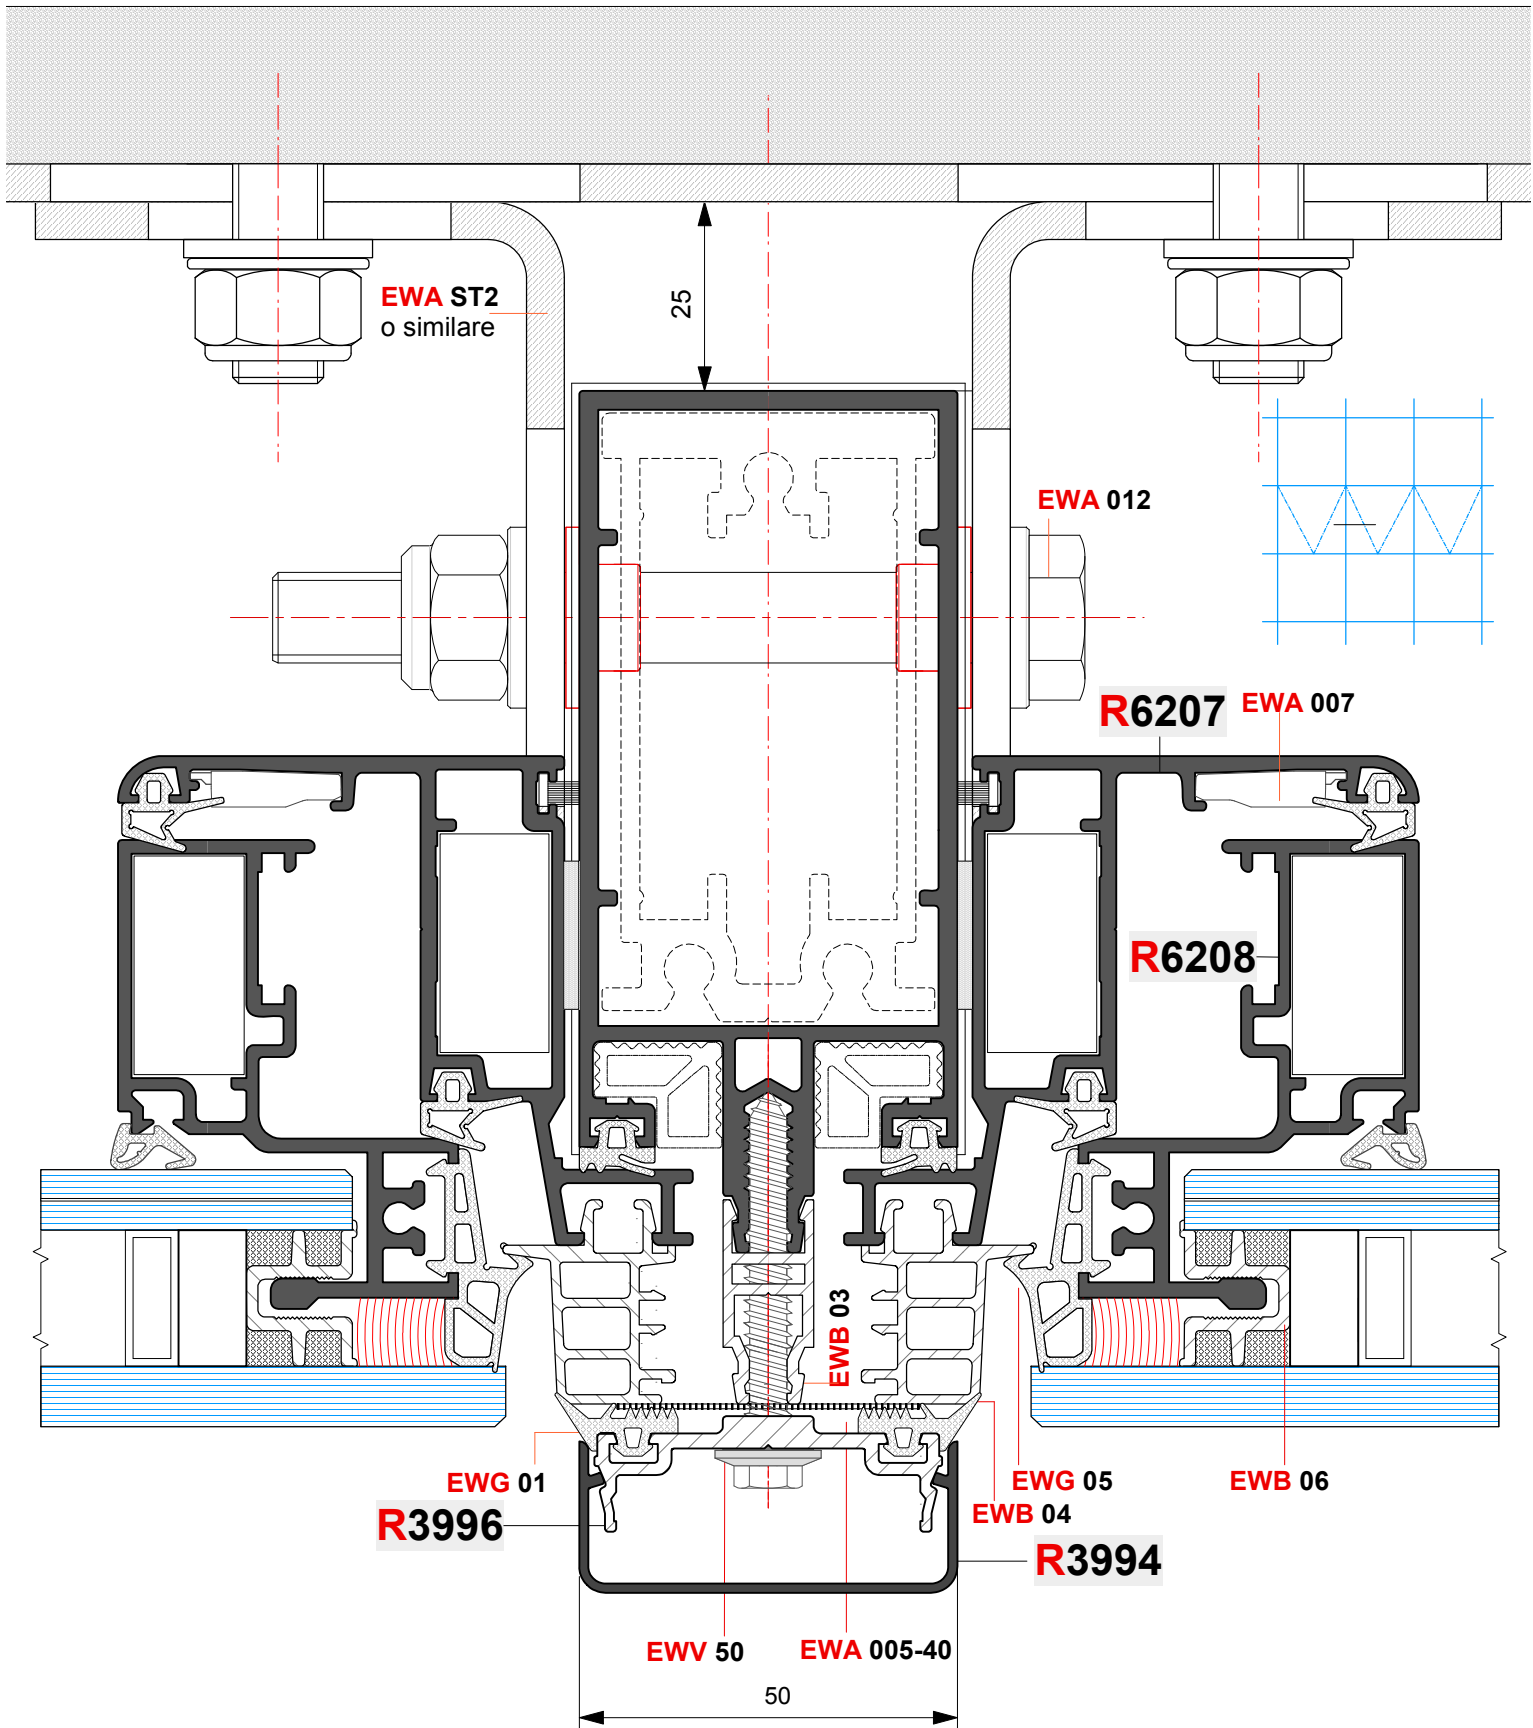 EWA ST2
o similare
25
EWA 012
R6207
EWA 007
R6208
EWB 03
EWG 01
EWG 05
EWB 06
R3996
EWB 04
R3994
EWV 50
EWA 005-40
50